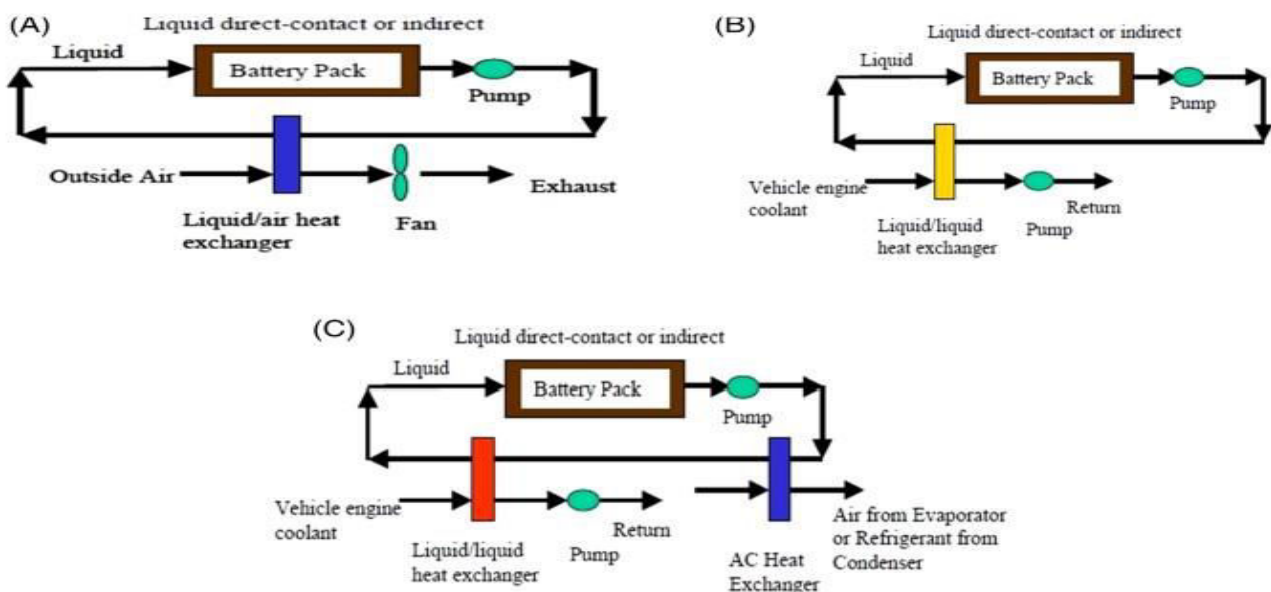 (A)
Liquid direct-contact or indirect
Liquid
Battery Pack
Pump
Outside Air
Exhaust
Liquid/air heat
exchanger
Fan
(B)
Liquid direct-contact or indirect
Liquid
Battery Pack
Pump
Vehicle engine
coolant
Return
Liquid/liquid
heat exchanger
Pump
(C)
Liquid direct-contact or indirect
Liquid
Battery Pack
Pump
Vehicle engine
coolant
Return
Liquid/liquid
heat exchanger
Pump
Air from Evaporator
or Refrigerant from
Condenser
AC Heat
Exchanger